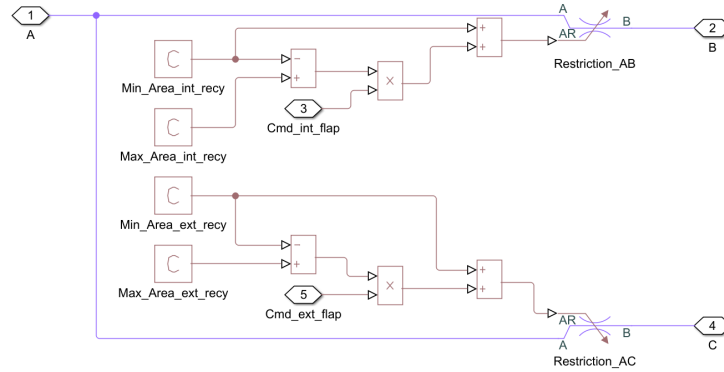 1
A
A
B
AR
2
B
Restriction_AB
C
Min_Area_int_recy
−
+
+
+
×
3
Cmd_int_flap
C
Max_Area_int_recy
C
Min_Area_ext_recy
C
Max_Area_ext_recy
−
+
×
5
Cmd_ext_flap
+
+
AR
A
B
4
C
Restriction_AC